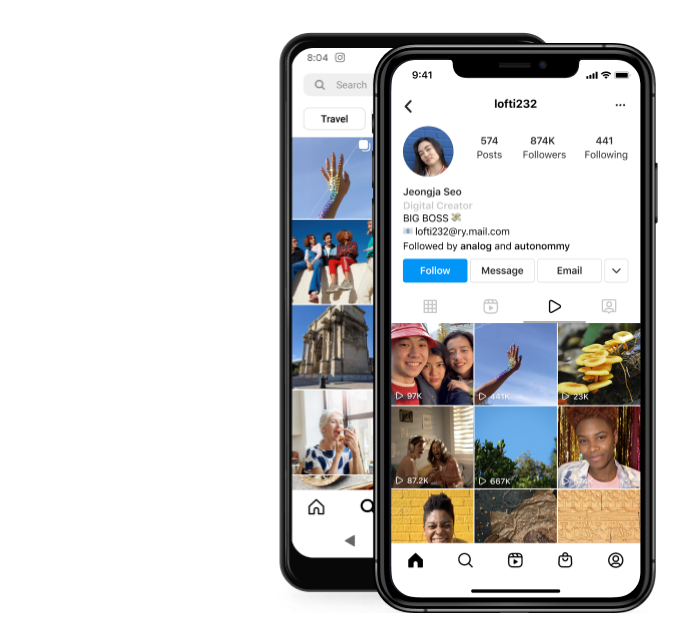 8:04
Search
Travel
9:41
lofti232
574 874K 441
Posts Followers Following
Jeongja Seo
Digital Creator
BIG BOSS 💸
📧 lofti232@ry.mail.com
Followed by analog and autonommy
Follow Message Email
97K 441K 23K
87.2K 667K